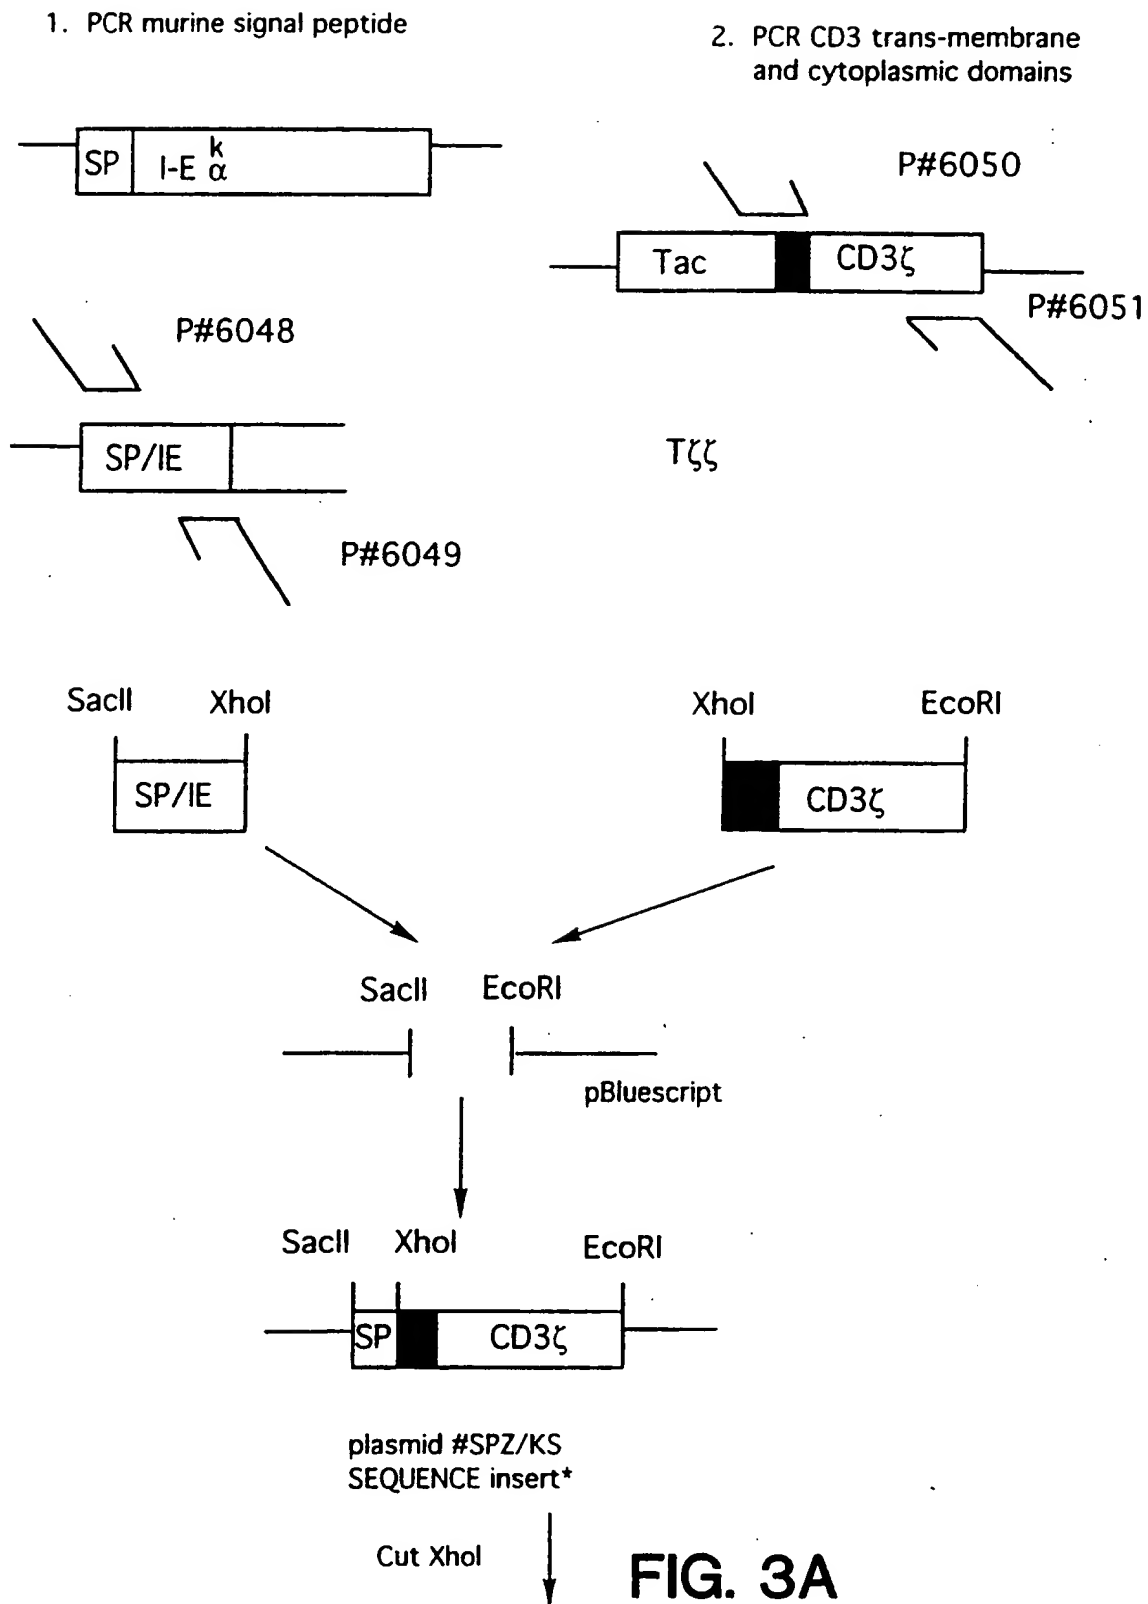 1. PCR murine signal peptide
2. PCR CD3 trans-membrane
and cytoplasmic domains
SP
I-E k α
P#6050
Tac
CD3ζ
P#6051
P#6048
SP/IE
Tζζ
P#6049
SacII XhoI
XhoI EcoRI
SP/IE
CD3ζ
SacII EcoRI
pBluescript
SacII XhoI EcoRI
SP
CD3ζ
plasmid #SPZ/KS
SEQUENCE insert*
Cut XhoI
FIG. 3A